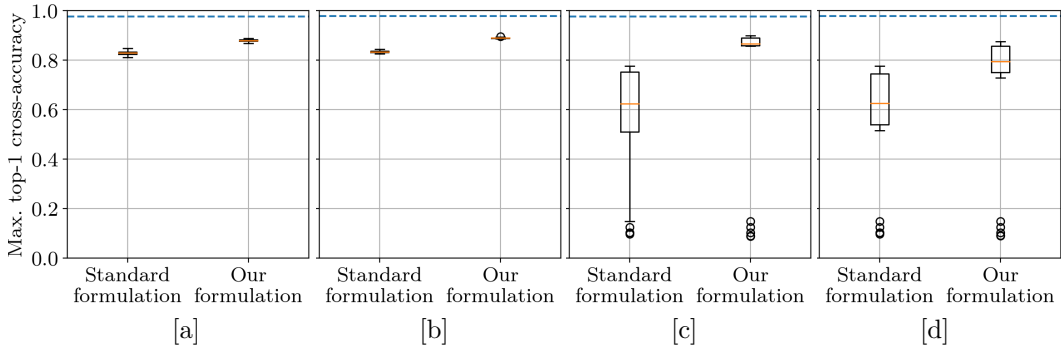 Max. top-1 cross-accuracy
1.0
0.8
0.6
0.4
0.2
0.0
Standard
formulation
Our
formulation
Standard
formulation
Our
formulation
Standard
formulation
Our
formulation
Standard
formulation
Our
formulation
[a]
[b]
[c]
[d]